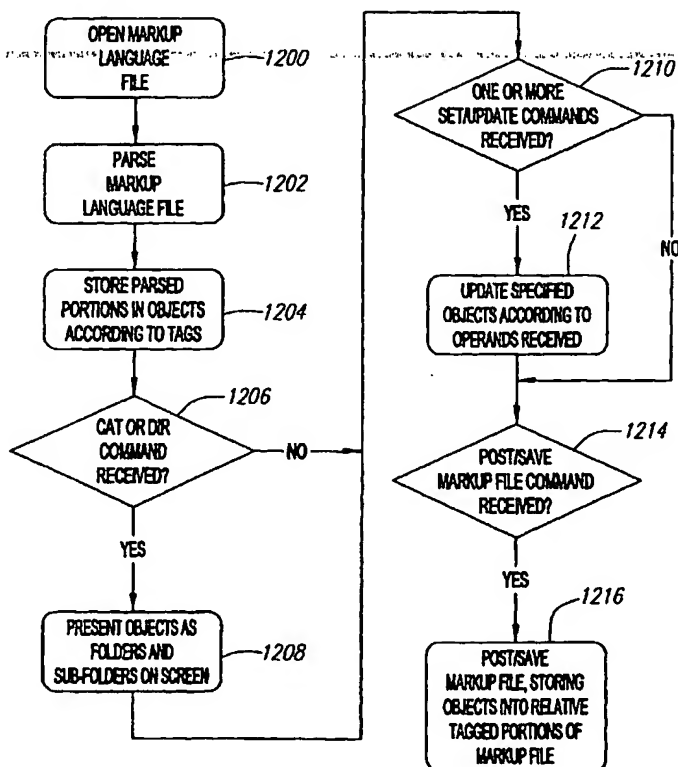 OPEN MARKUP
LANGUAGE
FILE
1200
PARSE
MARKUP
LANGUAGE FILE
1202
STORE PARSED
PORTIONS IN OBJECTS
ACCORDING TO TAGS
1204
1206
CAT OR DIR
COMMAND
RECEIVED?
NO
YES
PRESENT OBJECTS AS
FOLDERS AND
SUB-FOLDERS ON SCREEN
1208
1210
ONE OR MORE
SET/UPDATE COMMANDS
RECEIVED?
YES
NO
1212
UPDATE SPECIFIED
OBJECTS ACCORDING TO
OPERANDS RECEIVED
1214
POST/SAVE
MARKUP FILE COMMAND
RECEIVED?
YES
1216
POST/SAVE
MARKUP FILE, STORING
OBJECTS INTO RELATIVE
TAGGED PORTIONS OF
MARKUP FILE